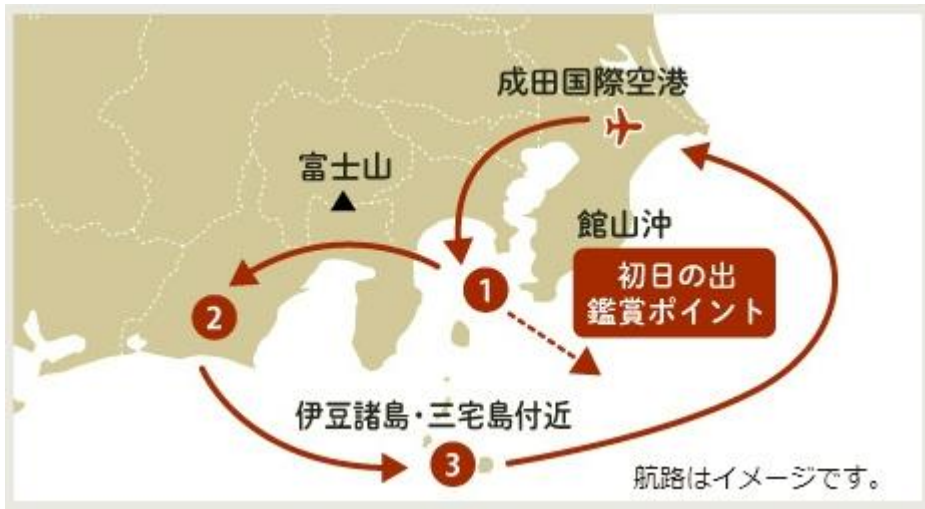 成田国際空港
富士山
館山沖
初日の出
鑑賞ポイント
1
2
伊豆諸島・三宅島付近
3
航路はイメージです。